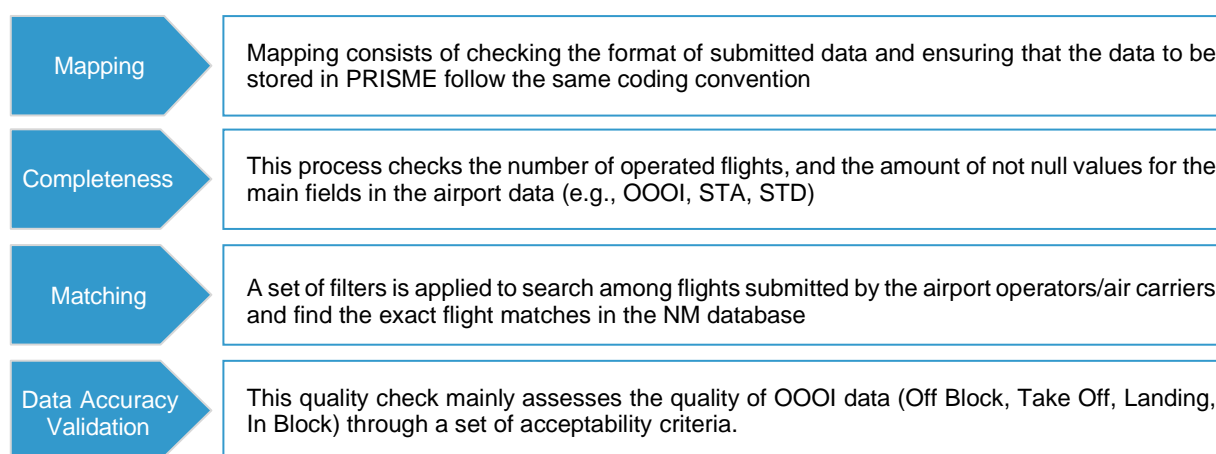 Mapping
Mapping consists of checking the format of submitted data and ensuring that the data to be
stored in PRISME follow the same coding convention
Completeness
This process checks the number of operated flights, and the amount of not null values for the
main fields in the airport data (e.g., OOOI, STA, STD)
Matching
A set of filters is applied to search among flights submitted by the airport operators/air carriers
and find the exact flight matches in the NM database
Data Accuracy
Validation
This quality check mainly assesses the quality of OOOI data (Off Block, Take Off, Landing,
In Block) through a set of acceptability criteria.